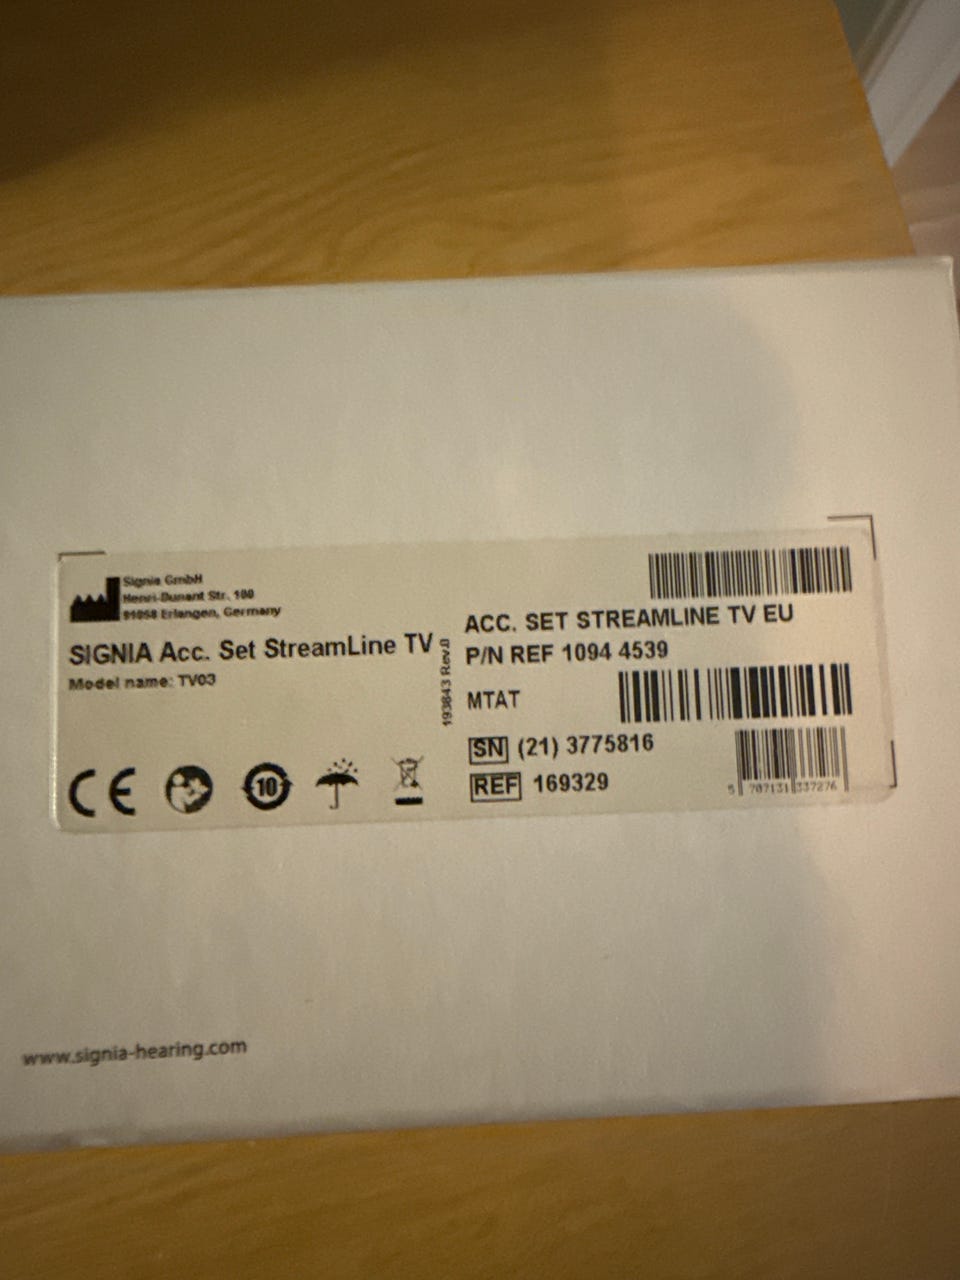 Signia GmbH
Henri-Dunant Str. 100
91058 Erlangen, Germany
SIGNIA Acc. Set StreamLine TV
Model name: TV03
193843 Rev.0
CE
10
ACC. SET STREAMLINE TV EU
P/N REF 1094 4539
MTAT
SN (21) 3775816
REF 169329
5 707131 337276
www.signia-hearing.com